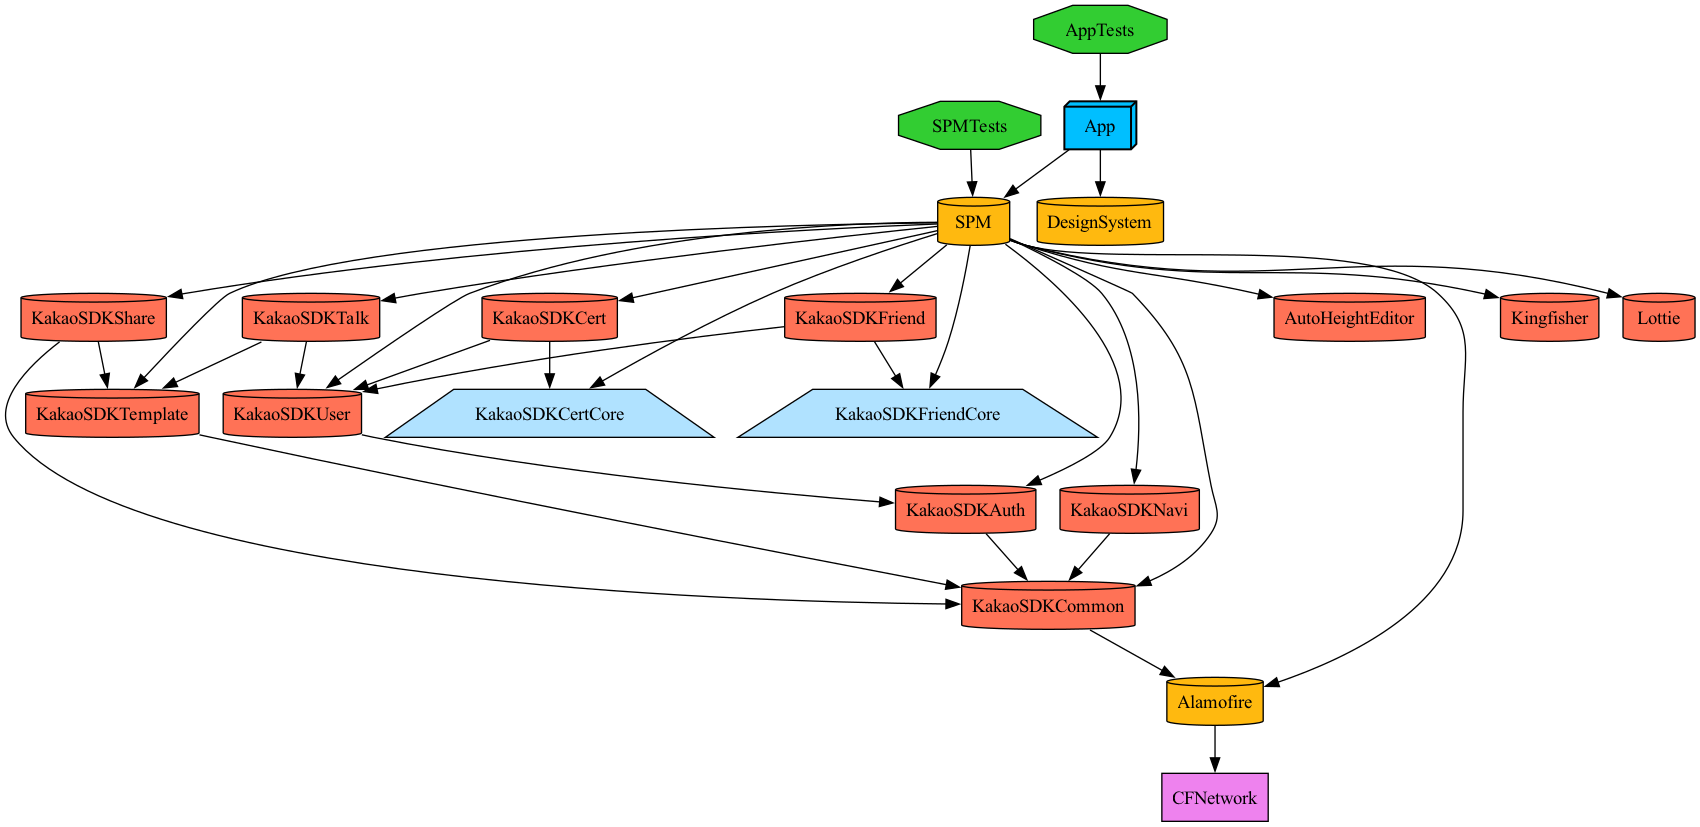 AppTests
SPMTests
App
SPM
DesignSystem
KakaoSDKShare
KakaoSDKTalk
KakaoSDKCert
KakaoSDKFriend
AutoHeightEditor
Kingfisher
Lottie
KakaoSDKTemplate
KakaoSDKUser
KakaoSDKCertCore
KakaoSDKFriendCore
KakaoSDKAuth
KakaoSDKNavi
KakaoSDKCommon
Alamofire
CFNetwork